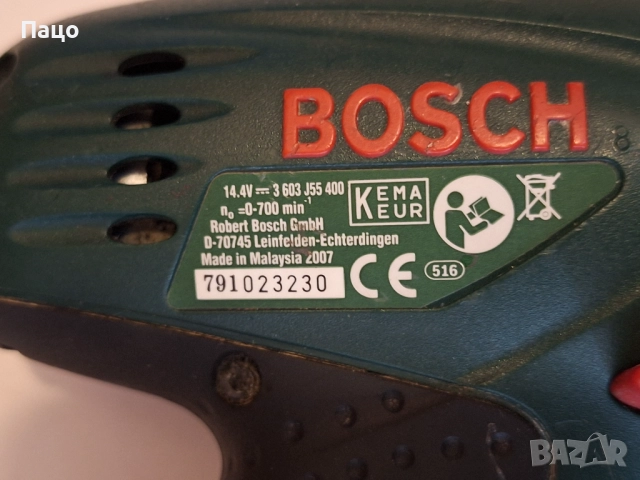 Пацо
BOSCH
8
14.4V 3 603 J55 400
n₀ =0-700 min⁻¹
Robert Bosch GmbH
D-70745 Leinfelden-Echterdingen
Made in Malaysia 2007
791023230
KEMA
EUR
CE
516
BAZAR